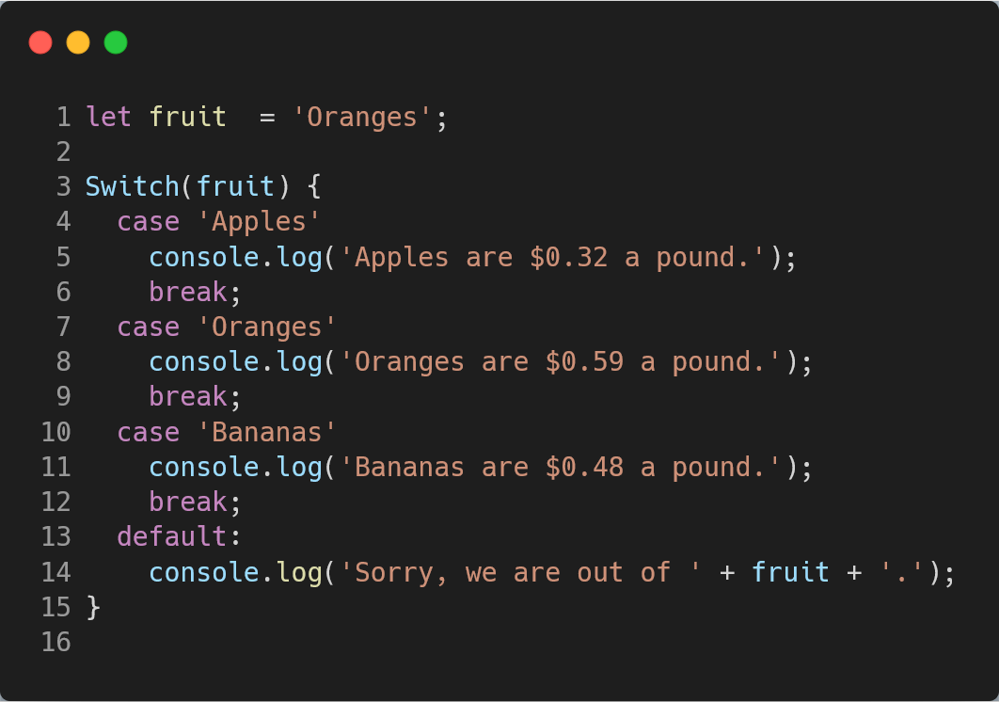 1 let fruit  = 'Oranges';
2
3 Switch(fruit) {
4   case 'Apples'
5     console.log('Apples are $0.32 a pound.');
6     break;
7   case 'Oranges'
8     console.log('Oranges are $0.59 a pound.');
9     break;
10   case 'Bananas'
11     console.log('Bananas are $0.48 a pound.');
12     break;
13   default:
14     console.log('Sorry, we are out of ' + fruit + '.');
15 }
16